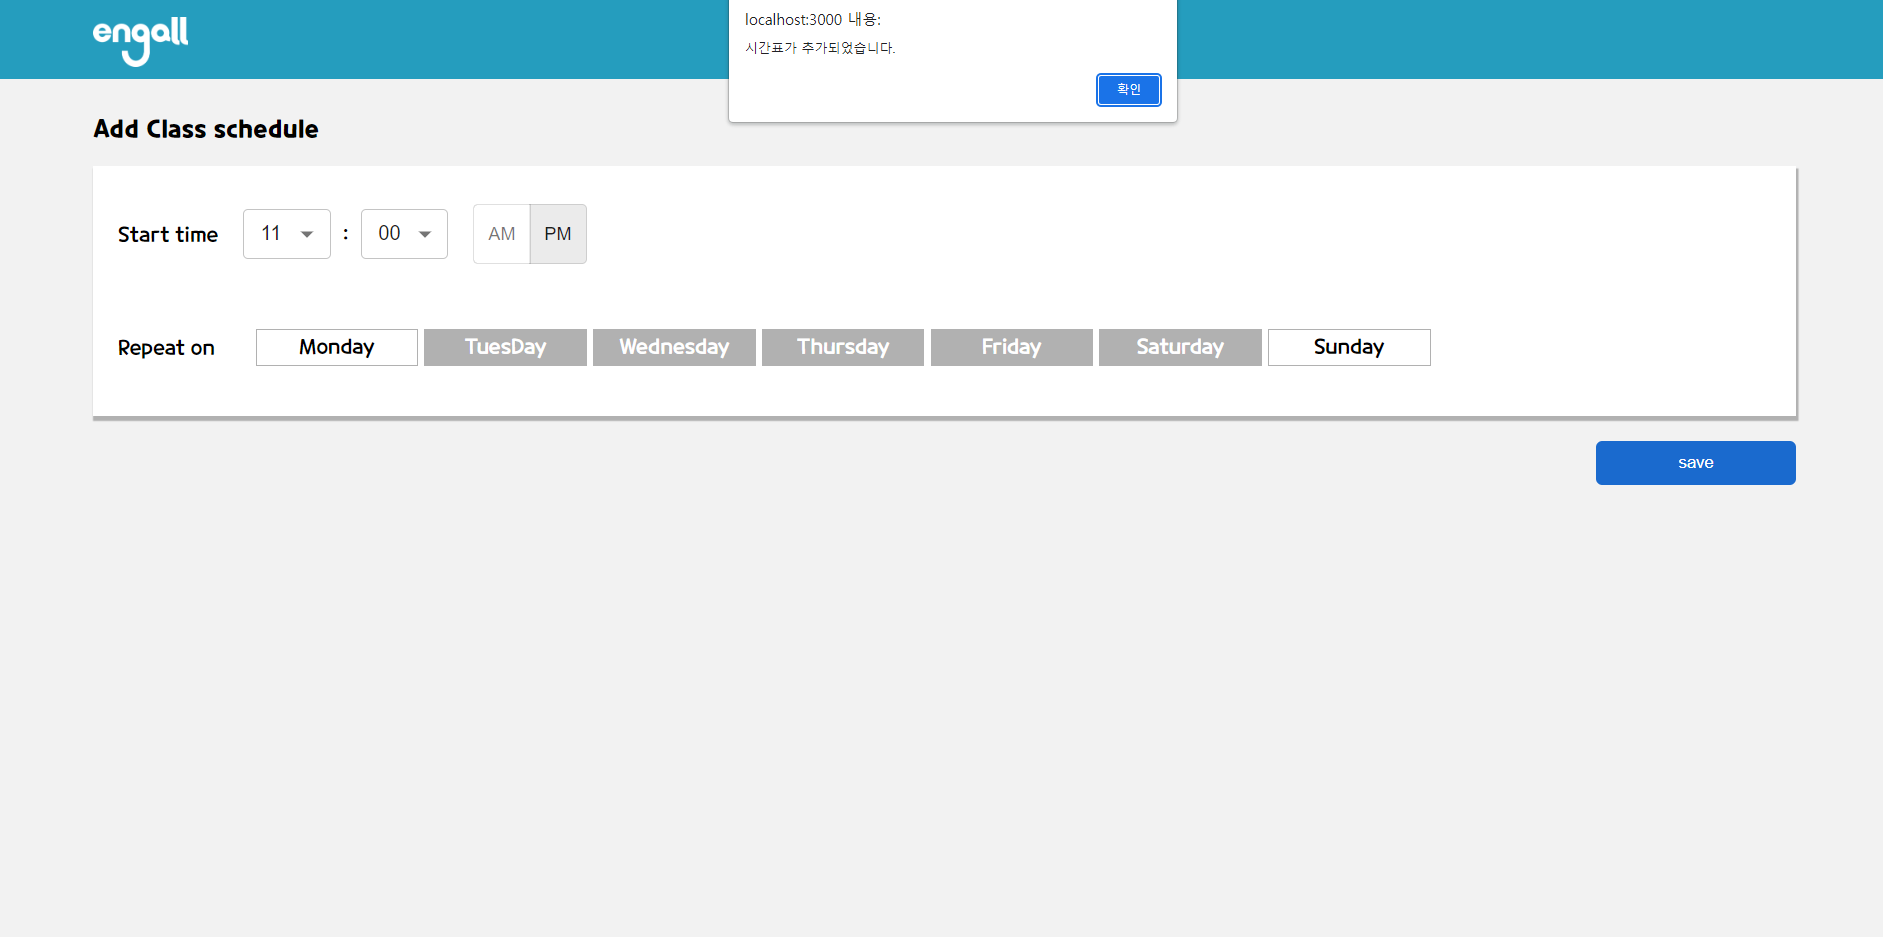 engall
localhost:3000 내용:
시간표가 추가되었습니다.
확인
Add Class schedule
Start time 11 : 00 AM PM
Repeat on Monday TuesDay Wednesday Thursday Friday Saturday Sunday
save